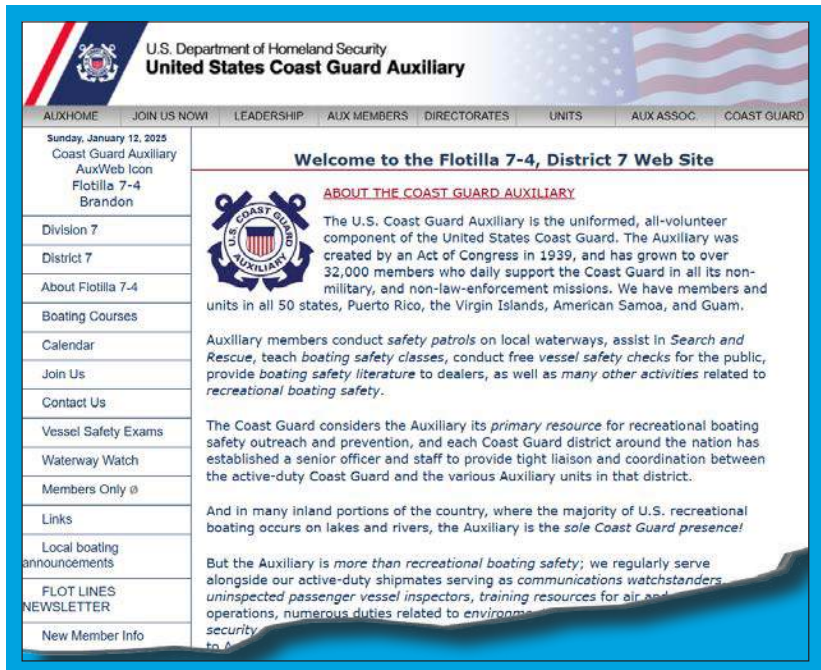 U.S. Department of Homeland Security
United States Coast Guard Auxiliary
AUXHOME JOIN US NOW! LEADERSHIP AUX MEMBERS DIRECTORATES UNITS AUX ASSOC. COAST GUARD
Sunday, January 12, 2025
Coast Guard Auxiliary
AuxWeb Icon
Flotilla 7-4
Brandon
Division 7
District 7
About Flotilla 7-4
Boating Courses
Calendar
Join Us
Contact Us
Vessel Safety Exams
Waterway Watch
Members Only ⌀
Links
Local boating
announcements
FLOT LINES
NEWSLETTER
New Member Info
Welcome to the Flotilla 7-4, District 7 Web Site
COAST GUARD
U.S.
AUXILIARY
ABOUT THE COAST GUARD AUXILIARY
The U.S. Coast Guard Auxiliary is the uniformed, all-volunteer
component of the United States Coast Guard. The Auxiliary was
created by an Act of Congress in 1939, and has grown to over
32,000 members who daily support the Coast Guard in all its non-
military, and non-law-enforcement missions. We have members and
units in all 50 states, Puerto Rico, the Virgin Islands, American Samoa, and Guam.
Auxiliary members conduct safety patrols on local waterways, assist in Search and
Rescue, teach boating safety classes, conduct free vessel safety checks for the public,
provide boating safety literature to dealers, as well as many other activities related to
recreational boating safety.
The Coast Guard considers the Auxiliary its primary resource for recreational boating
safety outreach and prevention, and each Coast Guard district around the nation has
established a senior officer and staff to provide tight liaison and coordination between
the active-duty Coast Guard and the various Auxiliary units in that district.
And in many inland portions of the country, where the majority of U.S. recreational
boating occurs on lakes and rivers, the Auxiliary is the sole Coast Guard presence!
But the Auxiliary is more than recreational boating safety; we regularly serve
alongside our active-duty shipmates serving as communications watchstanders,
uninspected passenger vessel inspectors, training resources for air and
operations, numerous duties related to
security
to